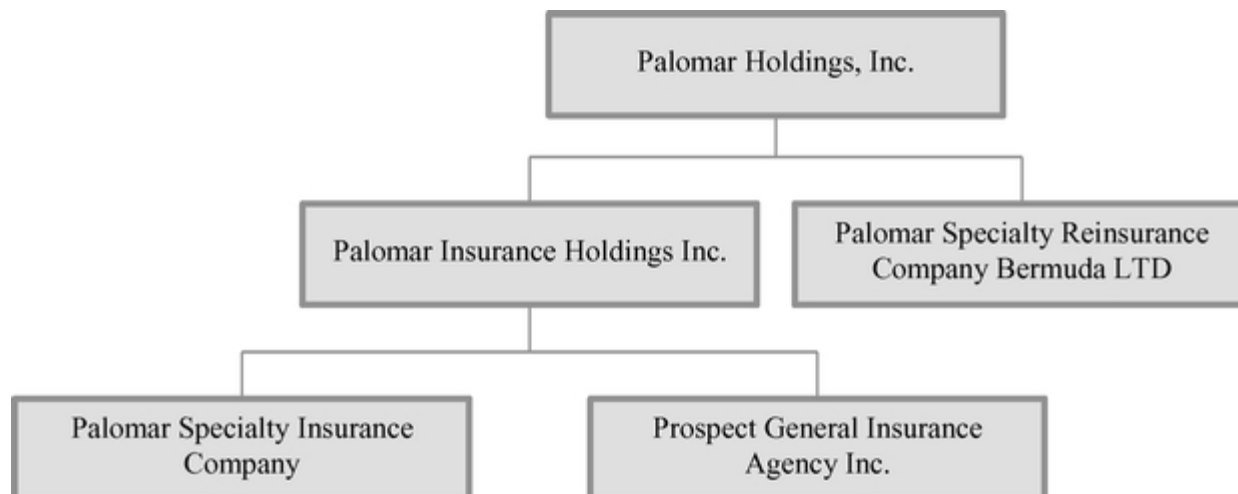 Palomar Holdings, Inc.
Palomar Insurance Holdings Inc.
Palomar Specialty Reinsurance
Company Bermuda LTD
Palomar Specialty Insurance
Company
Prospect General Insurance
Agency Inc.